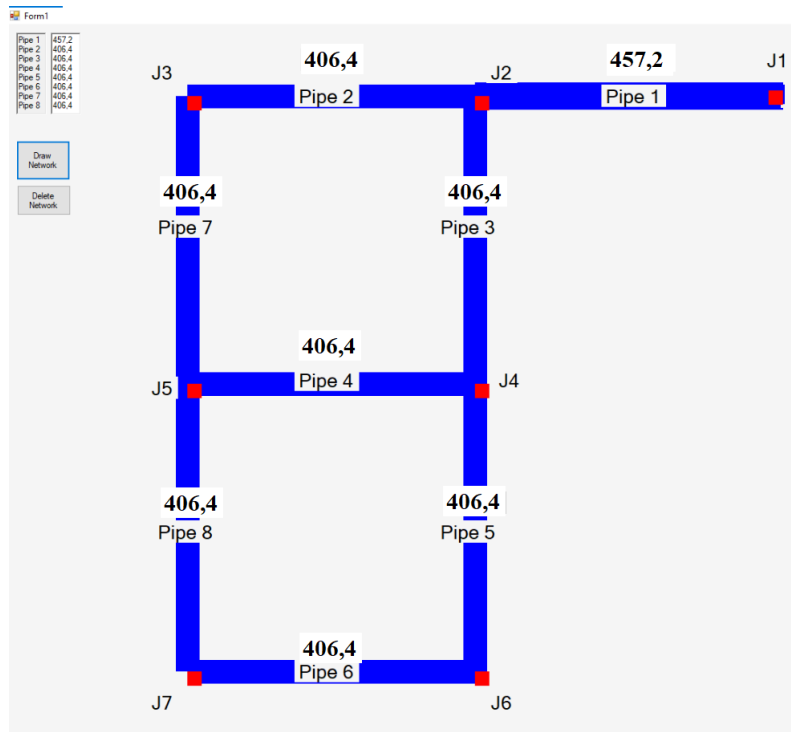 Form1
Pipe 1 457,2
Pipe 2 406,4
Pipe 3 406,4
Pipe 4 406,4
Pipe 5 406,4
Pipe 6 406,4
Pipe 7 406,4
Pipe 8 406,4
Draw
Network
Delete
Network
406,4
457,2
J3
J2
J1
Pipe 2
Pipe 1
406,4
406,4
Pipe 7
Pipe 3
406,4
J5
Pipe 4
J4
406,4
406,4
Pipe 8
Pipe 5
406,4
Pipe 6
J7
J6